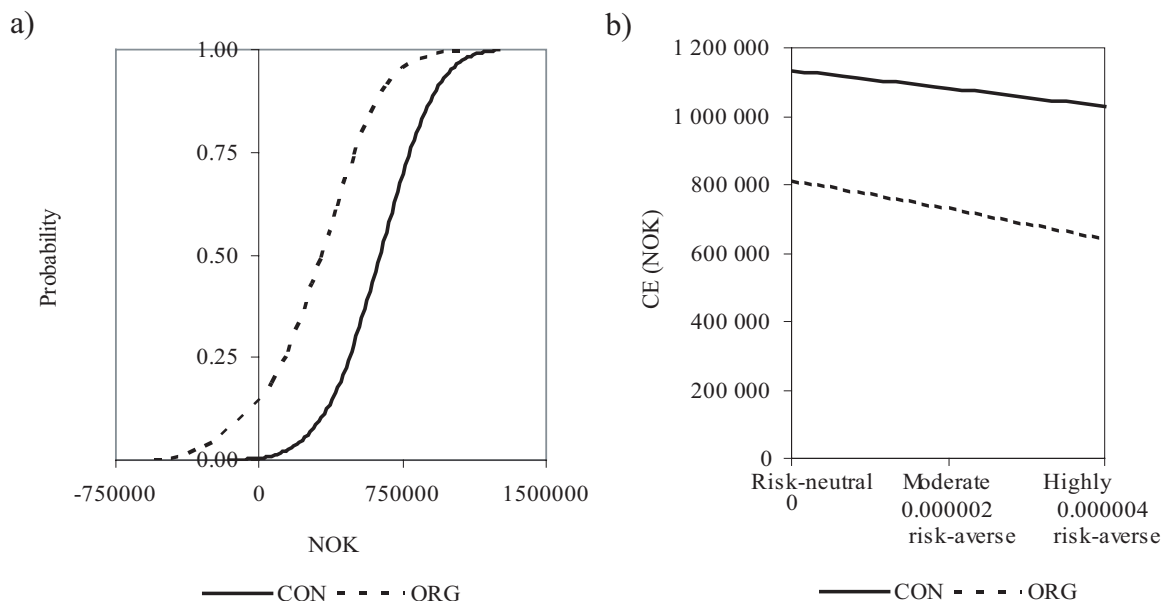 a)
1.00
0.75
0.50
0.25
0.00
Probability
-750000 0 750000 1500000
NOK
CON ORG
b)
1 200 000
1 000 000
800 000
600 000
400 000
200 000
0
CE (NOK)
Risk-neutral Moderate Highly
0 0.000002 0.000004
risk-averse risk-averse
CON ORG